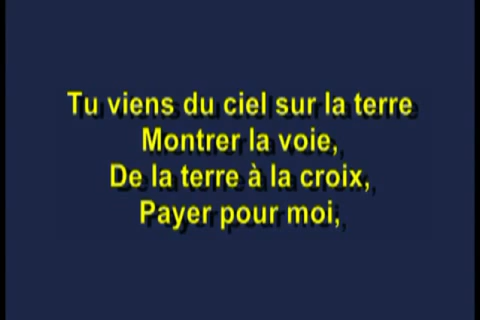 Tu viens du ciel sur la terre
Montrer la voie,
De la terre à la croix,
Payer pour moi,